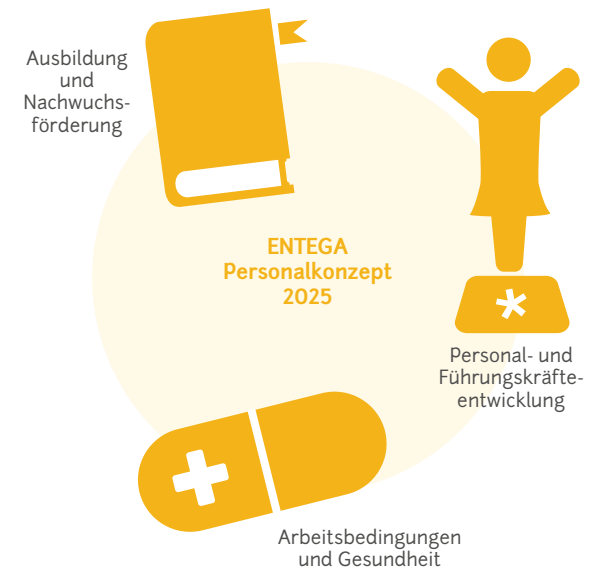 Ausbildung
und
Nachwuchs-
förderung
ENTEGA
Personalkonzept
2025
Personal- und
Führungskräfte-
entwicklung
Arbeitsbedingungen
und Gesundheit